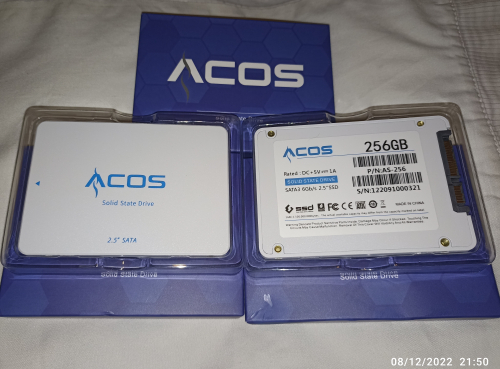 ACOS
ACOS
Solid State Drive
2.5" SATA
256GB
Rated : DC+5V 1A
SOLID STATE DRIVE
SATA3 6Gb/s 2.5" SSD
P/N:AS-256
S/N:122091000321
ssd
MADE IN CHINA
Solid State Drive
Solid State Drive
08/12/2022 21:50